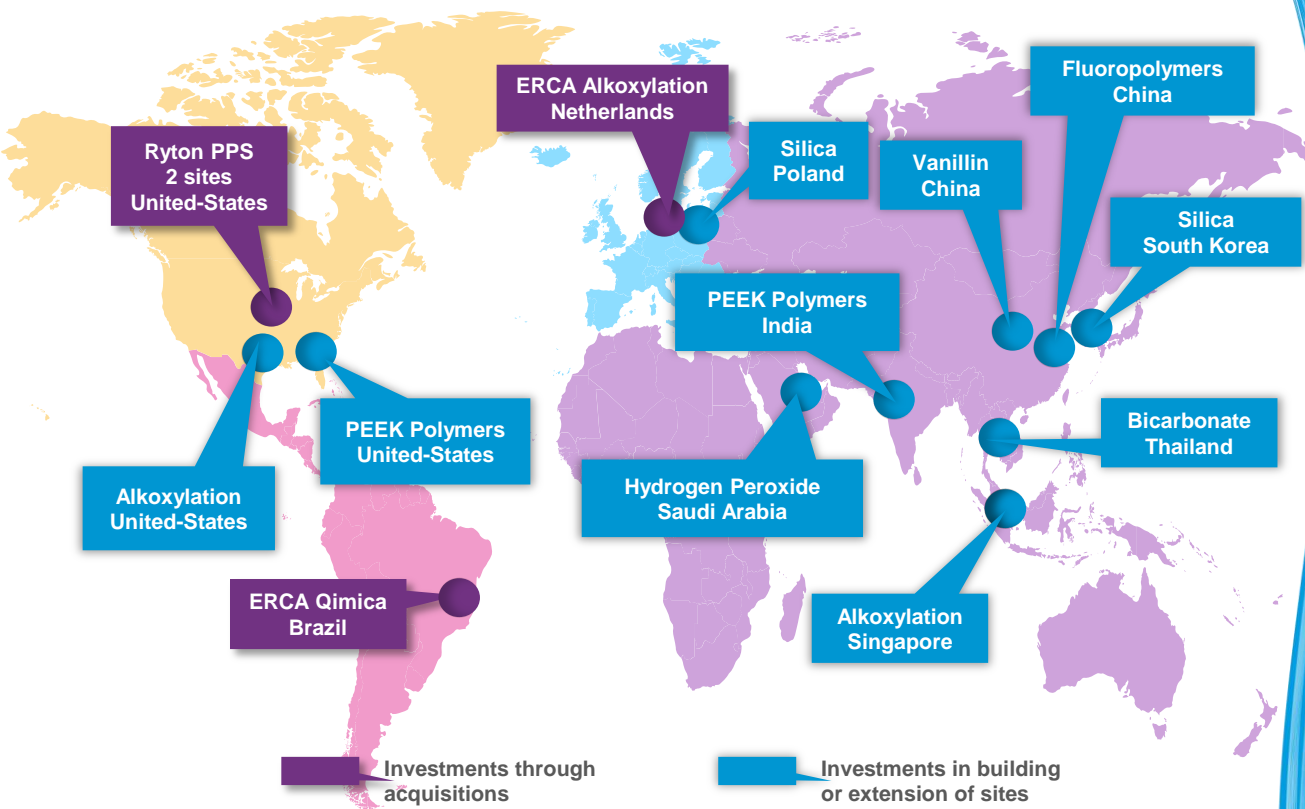 ERCA Alkoxylation
Netherlands
Fluoropolymers
China
Ryton PPS
2 sites
United-States
Silica
Poland
Vanillin
China
Silica
South Korea
PEEK Polymers
India
PEEK Polymers
United-States
Bicarbonate
Thailand
Alkoxylation
United-States
Hydrogen Peroxide
Saudi Arabia
ERCA Qimica
Brazil
Alkoxylation
Singapore
Investments through
acquisitions
Investments in building
or extension of sites